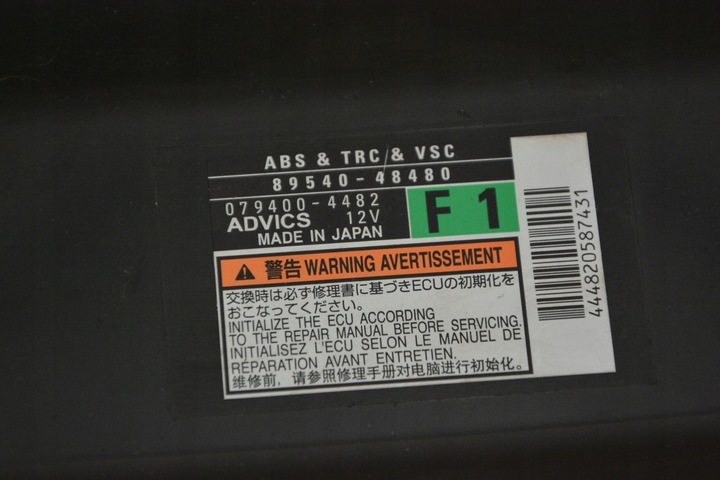 ABS & TRC & VSC
89540-48480
079400-4482
ADVICS 12V
MADE IN JAPAN
F1
警告 WARNING AVERTISSEMENT
交換時は必ず修理書に基づきECUの初期化を
おこなってください。
INITIALIZE THE ECU ACCORDING
TO THE REPAIR MANUAL BEFORE SERVICING.
INITIALISEZ L'ECU SELON LE MANUEL DE
RÉPARATION AVANT ENTRETIEN.
维修前，请参照修理手册对电脑进行初始化。
444820587431